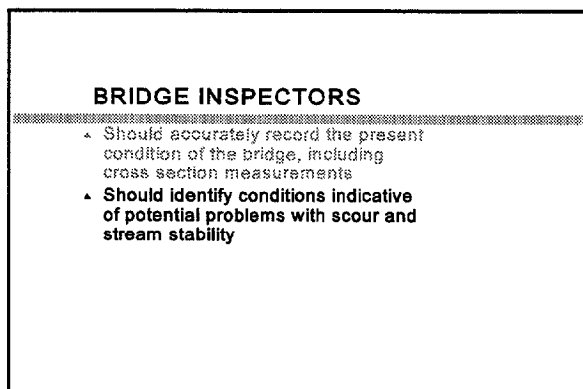 BRIDGE INSPECTORS
▲ Should accurately record the present
condition of the bridge, including
cross section measurements
▲ Should identify conditions indicative
of potential problems with scour and
stream stability